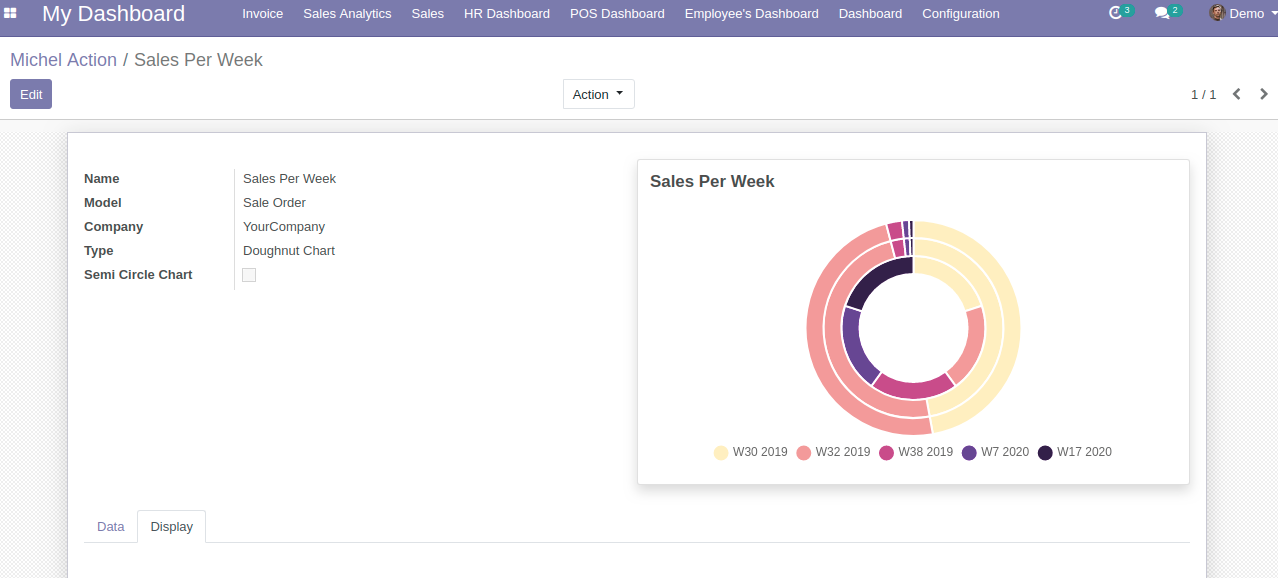 My Dashboard Invoice Sales Analytics Sales HR Dashboard POS Dashboard Employee's Dashboard Dashboard Configuration 3 2 Demo
Michel Action / Sales Per Week
Edit Action 1 / 1
Name Sales Per Week
Model Sale Order
Company YourCompany
Type Doughnut Chart
Semi Circle Chart
Sales Per Week
W30 2019 W32 2019 W38 2019 W7 2020 W17 2020
Data Display